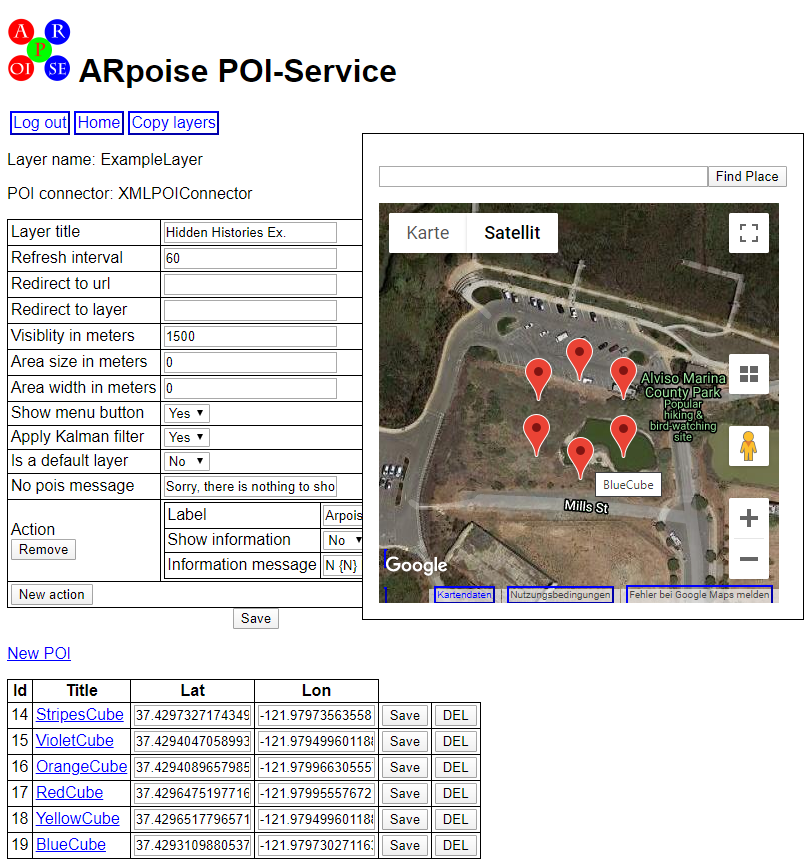 A R
P
OI SE
ARpoise POI-Service
Log out Home Copy layers
Layer name: ExampleLayer
POI connector: XMLPOIConnector
Layer title Hidden Histories Ex.
Refresh interval 60
Redirect to url
Redirect to layer
Visiblity in meters 1500
Area size in meters 0
Area width in meters 0
Show menu button Yes
Apply Kalman filter Yes
Is a default layer No
No pois message Sorry, there is nothing to sho
Action
Remove
Label Arpois
Show information No
Information message N {N}
New action
Save
Find Place
Karte Satellit
Alviso Marina
County Park
Popular
hiking &
bird-watching
site
BlueCube
Mills St
Google
Kartendaten Nutzungsbedingungen Fehler bei Google Maps melden
New POI
Id Title Lat Lon
14 StripesCube 37.4297327174349 -121.97973563558 Save DEL
15 VioletCube 37.4294047058993 -121.979499601188 Save DEL
16 OrangeCube 37.4294089657985 -121.979966305557 Save DEL
17 RedCube 37.4296475197716 -121.97995557672 Save DEL
18 YellowCube 37.4296517796571 -121.979499601188 Save DEL
19 BlueCube 37.4293109880537 -121.979730271163 Save DEL